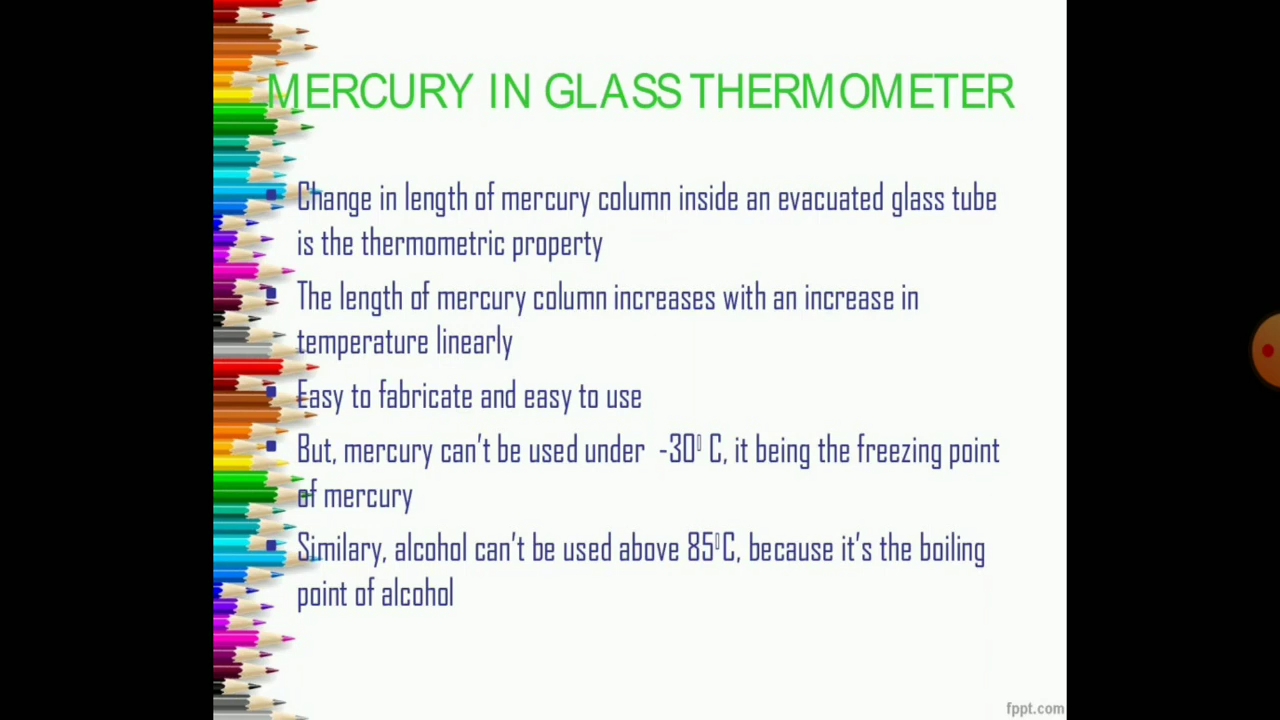 MERCURY IN GLASS THERMOMETER
Change in length of mercury column inside an evacuated glass tube
is the thermometric property
The length of mercury column increases with an increase in
temperature linearly
Easy to fabricate and easy to use
But, mercury can't be used under -30⁰ C, it being the freezing point
of mercury
Similary, alcohol can't be used above 85⁰C, because it's the boiling
point of alcohol
fppt.com